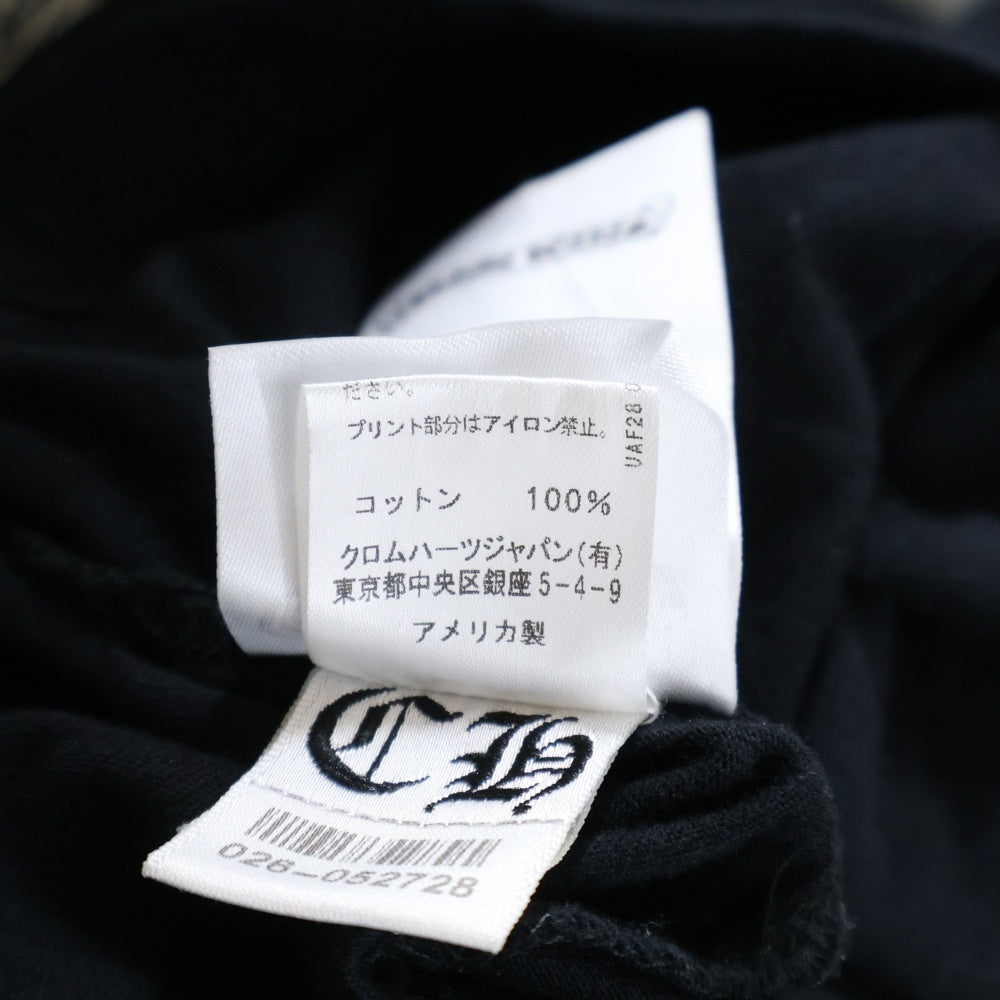 ださい。
プリント部分はアイロン禁止。
UAF28
コットン 100%
クロムハーツジャパン(有)
東京都中央区銀座5-4-9
アメリカ製
CH
026-052728